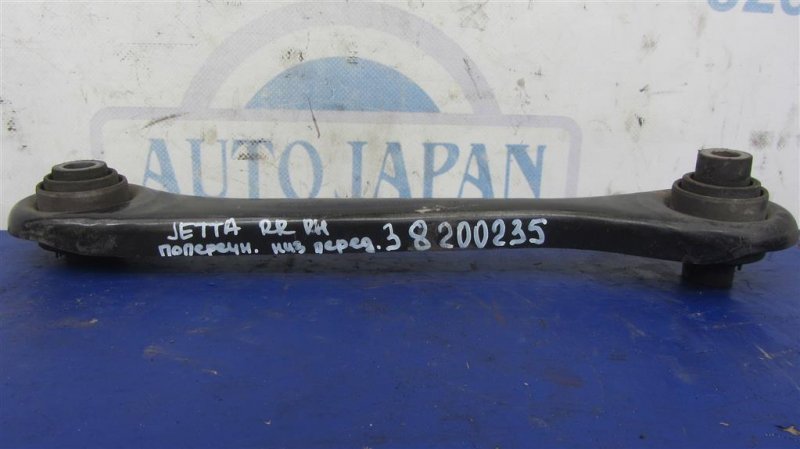 AUTO JAPAN
JETTA RR RH
поперечн. низ перед. 38200235